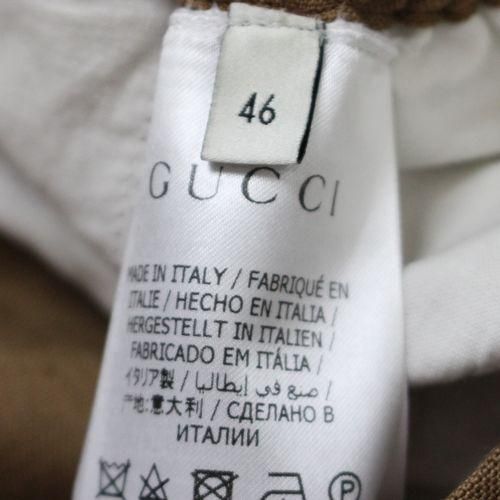 46
GUCCI
MADE IN ITALY / FABRIQUÉ EN
ITALIE / HECHO EN ITALIA /
HERGESTELLT IN ITALIEN /
FABRICADO EM ITÁLIA /
イタリア製 / صنع في إيطاليا /
产地:意大利 / СДЕЛАНО В
ИТАЛИИ
P